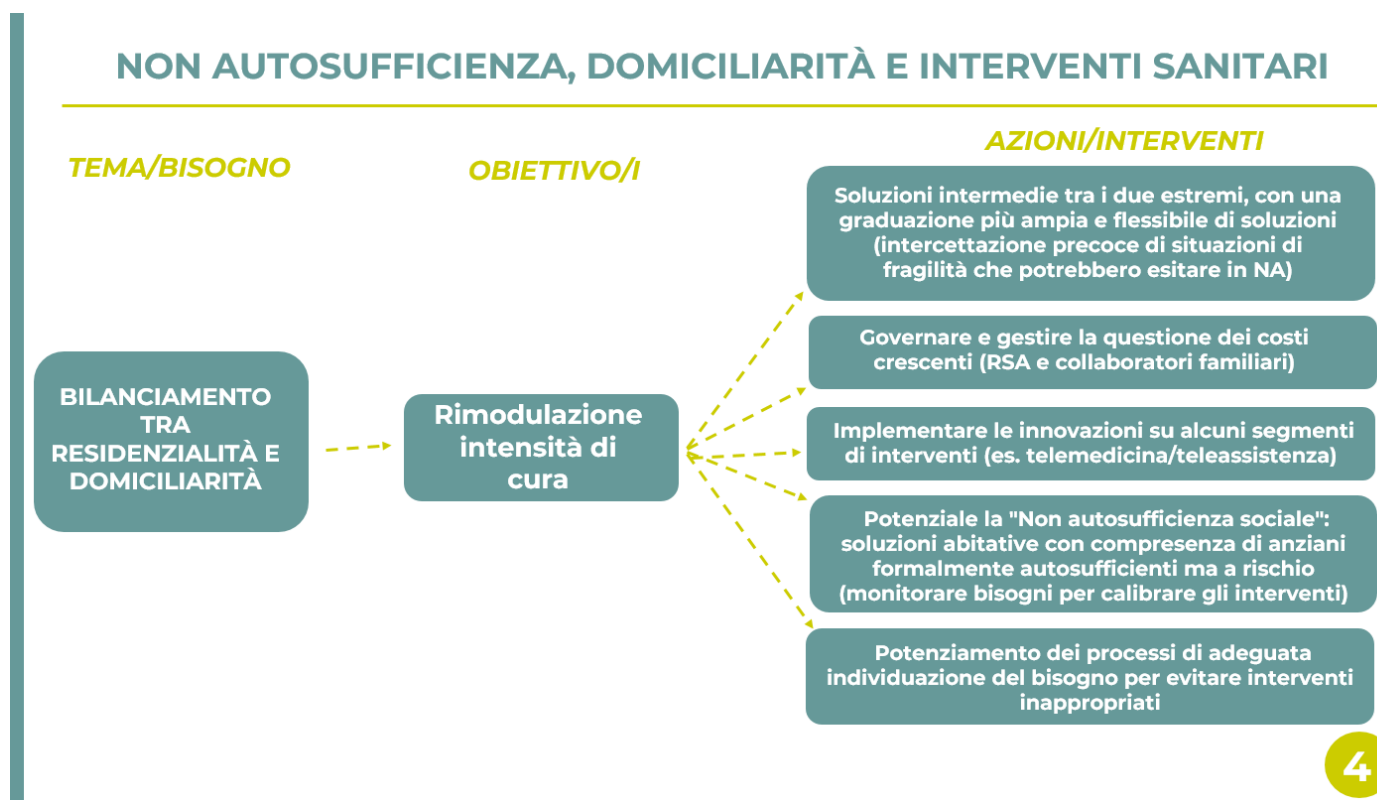 NON AUTOSUFFICIENZA, DOMICILIARITÀ E INTERVENTI SANITARI
TEMA/BISOGNO
OBIETTIVO/I
AZIONI/INTERVENTI
BILANCIAMENTO
TRA
RESIDENZIALITÀ E
DOMICILIARITÀ
Rimodulazione
intensità di
cura
Soluzioni intermedie tra i due estremi, con una
graduazione più ampia e flessibile di soluzioni
(intercettazione precoce di situazioni di
fragilità che potrebbero esitare in NA)
Governare e gestire la questione dei costi
crescenti (RSA e collaboratori familiari)
Implementare le innovazioni su alcuni segmenti
di interventi (es. telemedicina/teleassistenza)
Potenziale la "Non autosufficienza sociale":
soluzioni abitative con compresenza di anziani
formalmente autosufficienti ma a rischio
(monitorare bisogni per calibrare gli interventi)
Potenziamento dei processi di adeguata
individuazione del bisogno per evitare interventi
inappropriati
4